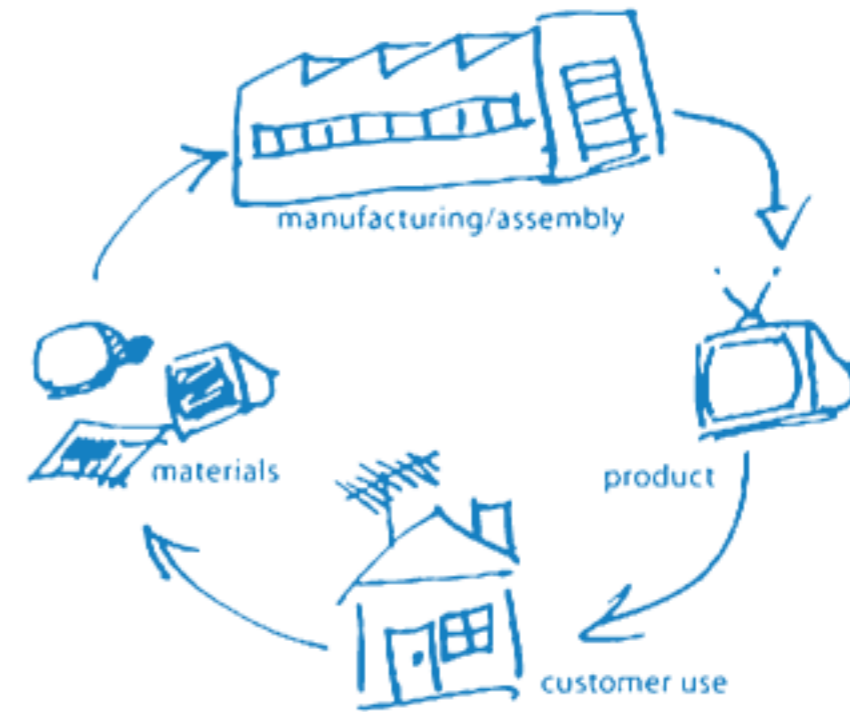 manufacturing/assembly
materials
product
customer use